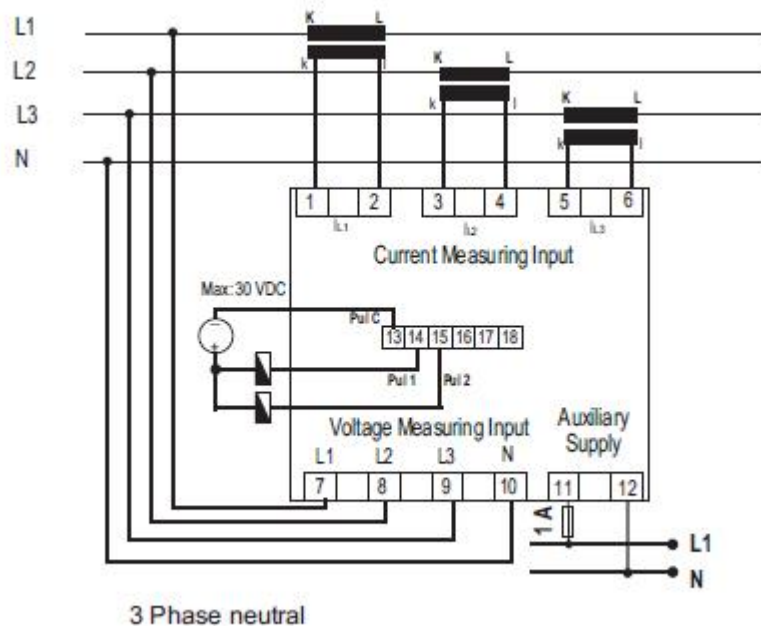 K L
L1
k l
L2
K L
k l
L3
K L
k l
N
1 2 3 4 5 6
IL1 IL2 IL3
Current Measuring Input
Max: 30 VDC
Pul C
13 14 15 16 17 18
−
+
Pul 1 Pul 2
Voltage Measuring Input
Auxiliary
Supply
L1 L2 L3 N
7 8 9 10 11 12
1 A
L1
N
3 Phase neutral